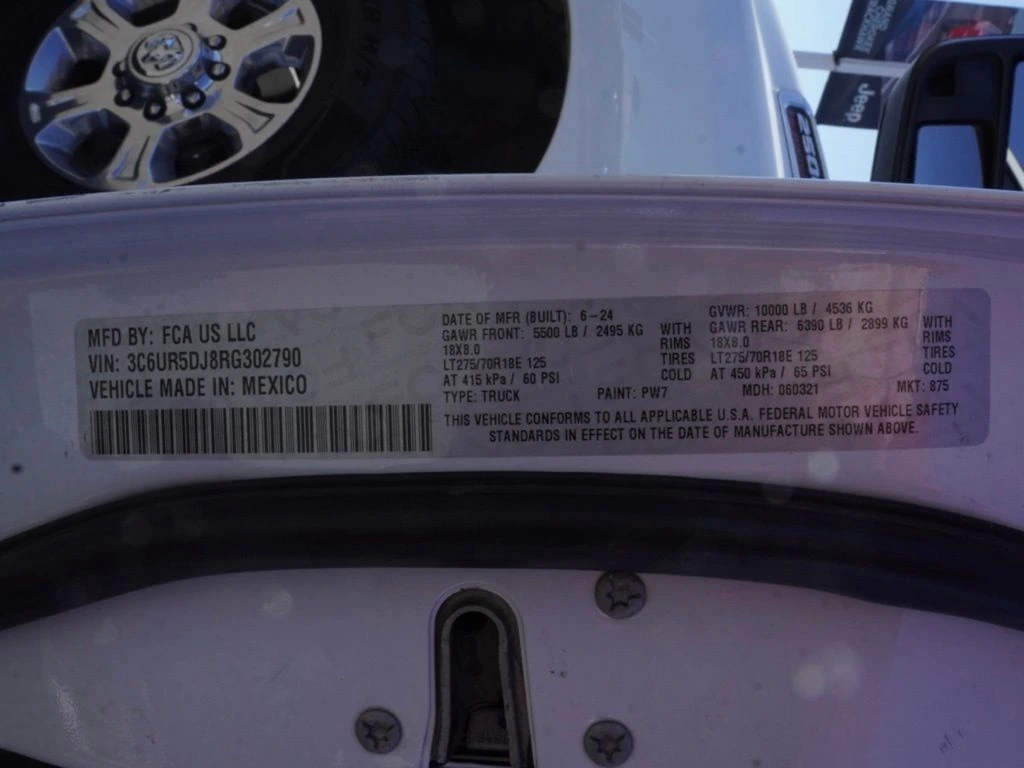 Jeep
250
MFD BY: FCA US LLC
VIN: 3C6UR5DJ8RG302790
VEHICLE MADE IN: MEXICO
DATE OF MFR (BUILT): 6-24
GAWR FRONT: 5500 LB / 2495 KG WITH
18X8.0 RIMS
LT275/70R18E 125 TIRES
AT 415 kPa / 60 PSI COLD
GVWR: 10000 LB / 4536 KG
GAWR REAR: 6390 LB / 2899 KG WITH
18X8.0 RIMS
LT275/70R18E 125 TIRES
AT 450 kPa / 65 PSI COLD
TYPE: TRUCK PAINT: PW7 MDH: 060321 MKT: 875
THIS VEHICLE CONFORMS TO ALL APPLICABLE U.S.A. FEDERAL MOTOR VEHICLE SAFETY
STANDARDS IN EFFECT ON THE DATE OF MANUFACTURE SHOWN ABOVE.